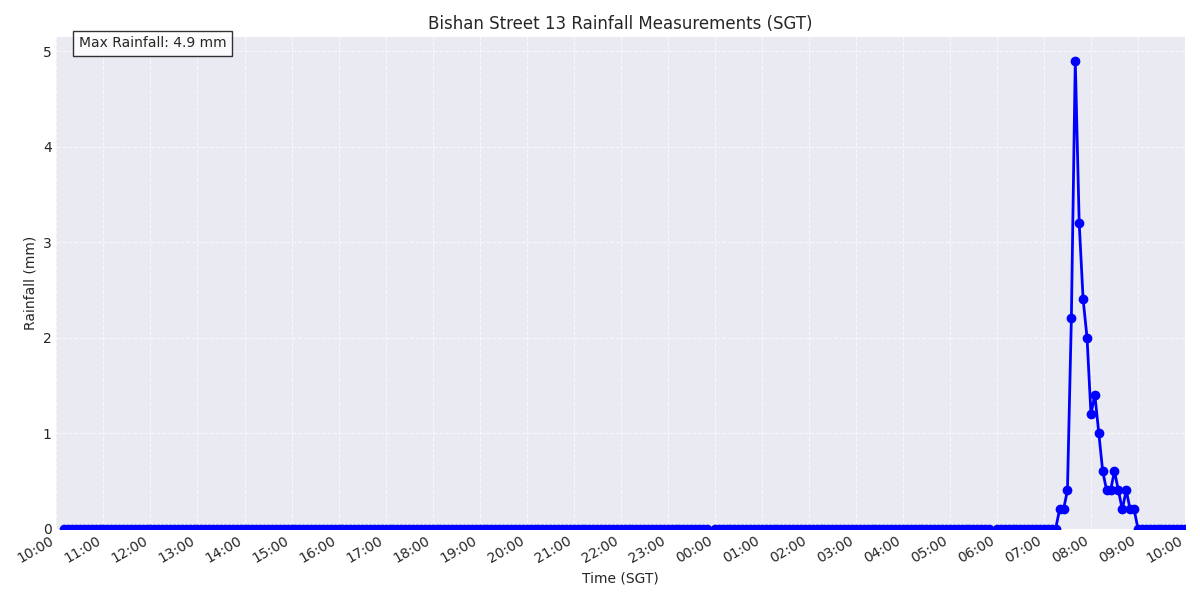 Bishan Street 13 Rainfall Measurements (SGT)
Max Rainfall: 4.9 mm
Rainfall (mm)
5
4
3
2
1
0
10:00 11:00 12:00 13:00 14:00 15:00 16:00 17:00 18:00 19:00 20:00 21:00 22:00 23:00 00:00 01:00 02:00 03:00 04:00 05:00 06:00 07:00 08:00 09:00 10:00
Time (SGT)